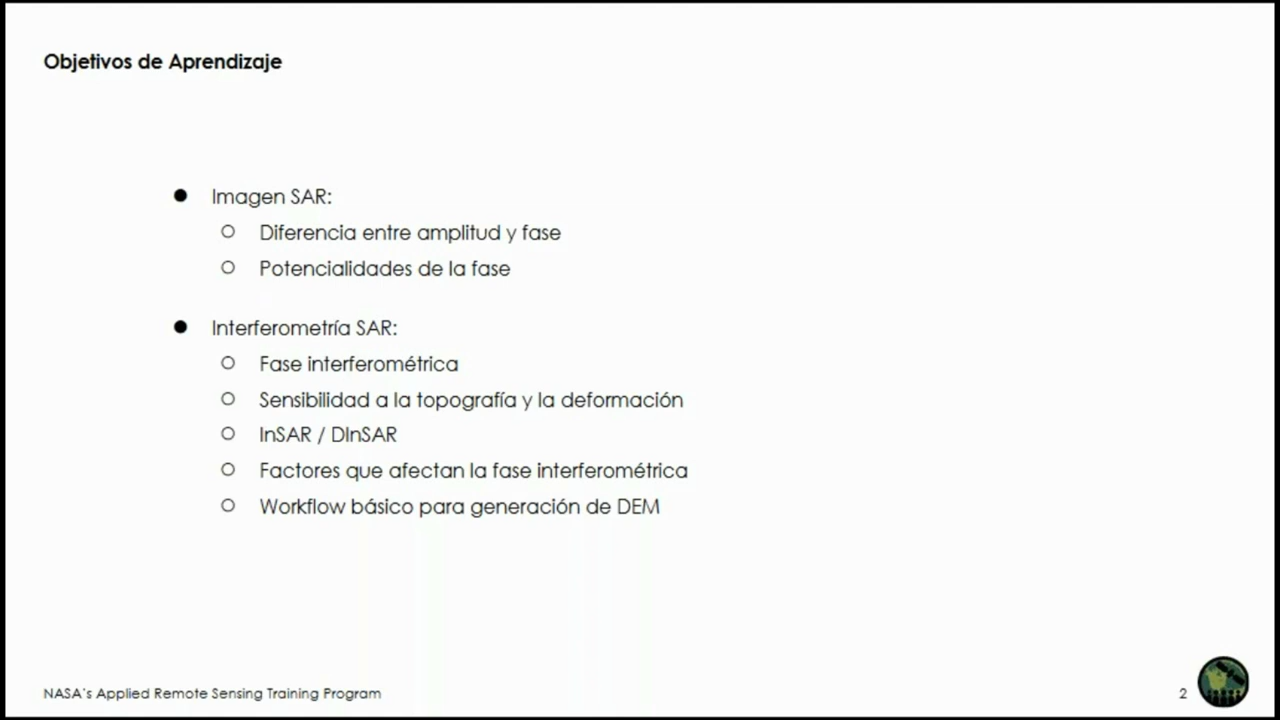 Objetivos de Aprendizaje
● Imagen SAR:
○ Diferencia entre amplitud y fase
○ Potencialidades de la fase
● Interferometría SAR:
○ Fase interferométrica
○ Sensibilidad a la topografía y la deformación
○ InSAR / DInSAR
○ Factores que afectan la fase interferométrica
○ Workflow básico para generación de DEM
NASA's Applied Remote Sensing Training Program
2